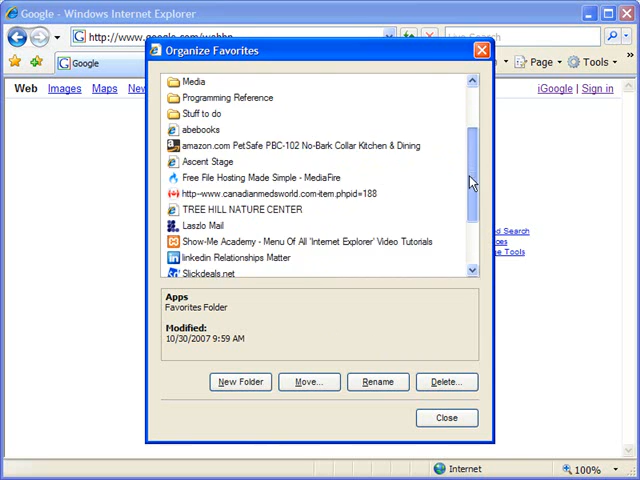 Google - Windows Internet Explorer
http://www.google.com/webhp
Live Search
Organize Favorites
Google
Page
Tools
Web Images Maps
iGoogle Sign in
Media
Programming Reference
Stuff to do
abebooks
amazon.com PetSafe PBC-102 No-Bark Collar Kitchen & Dining
Ascent Stage
Free File Hosting Made Simple - MediaFire
http--www.canadianmedsworld.com-item.phpid=188
TREE HILL NATURE CENTER
Laszlo Mail
Show-Me Academy - Menu Of All 'Internet Explorer' Video Tutorials
linkedin Relationships Matter
Slickdeals.net
Search
Tools
Apps
Favorites Folder
Modified:
10/30/2007 9:59 AM
New Folder Move... Rename Delete...
Close
Internet
100%